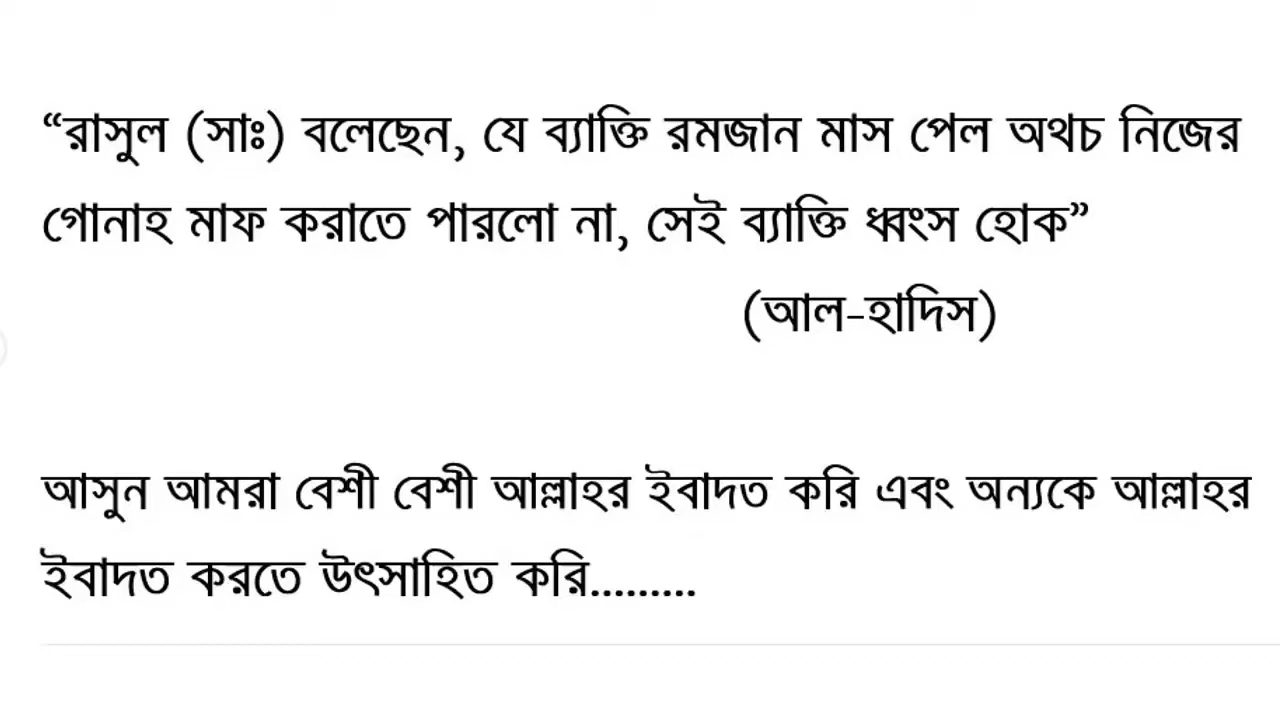 “রাসুল (সাঃ) বলেছেন, যে ব্যাক্তি রমজান মাস পেল অথচ নিজের
গোনাহ মাফ করাতে পারলো না, সেই ব্যাক্তি ধ্বংস হোক”
(আল-হাদিস)
আসুন আমরা বেশী বেশী আল্লাহর ইবাদত করি এবং অন্যকে আল্লাহর
ইবাদত করতে উৎসাহিত করি.........